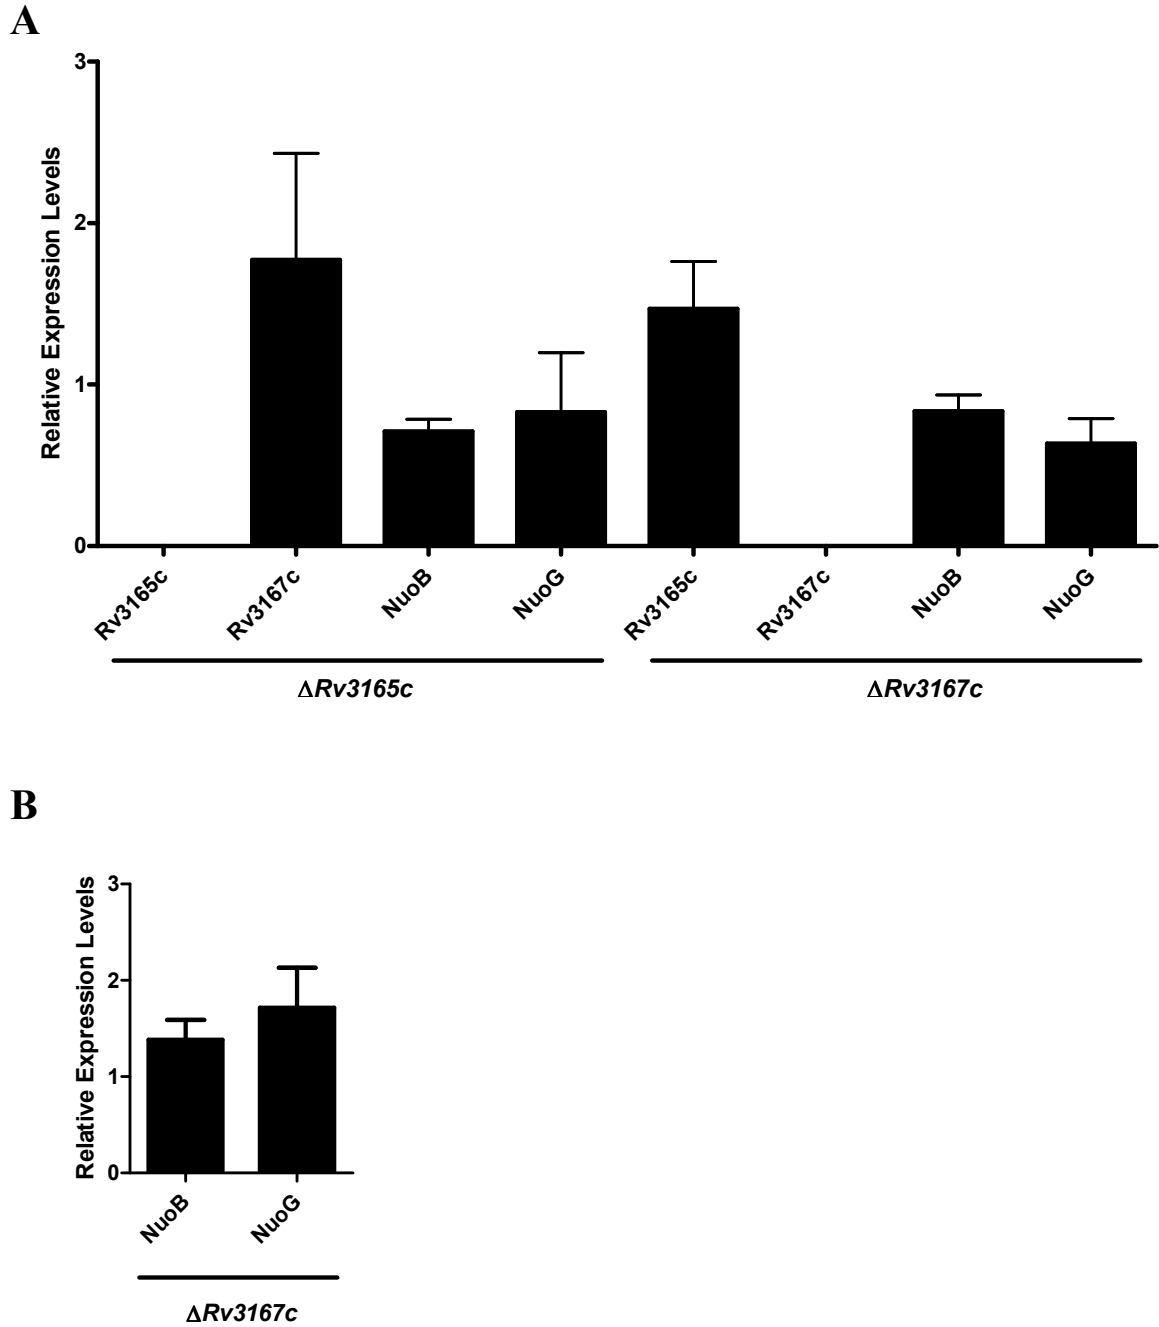 A
Relative Expression Levels
3
2
1
0
Rv3165c
Rv3167c
NuoB
NuoG
Rv3165c
Rv3167c
NuoB
NuoG
ΔRv3165c
ΔRv3167c
B
Relative Expression Levels
3
2
1
0
NuoB
NuoG
ΔRv3167c